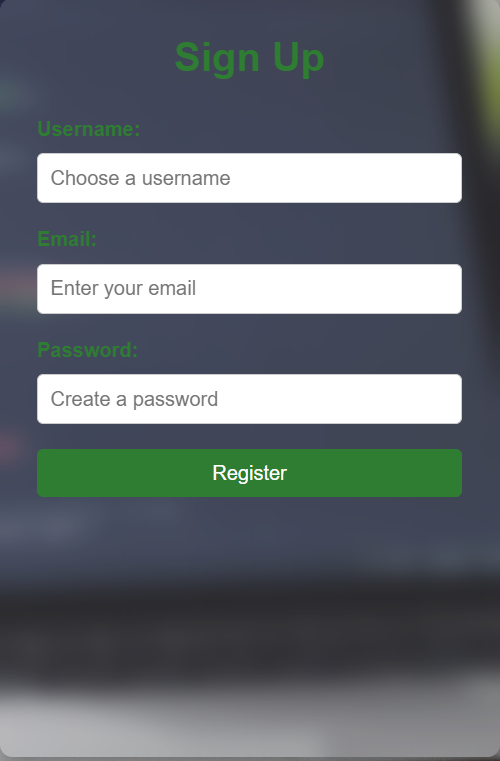 Sign Up
Username:
Choose a username
Email:
Enter your email
Password:
Create a password
Register